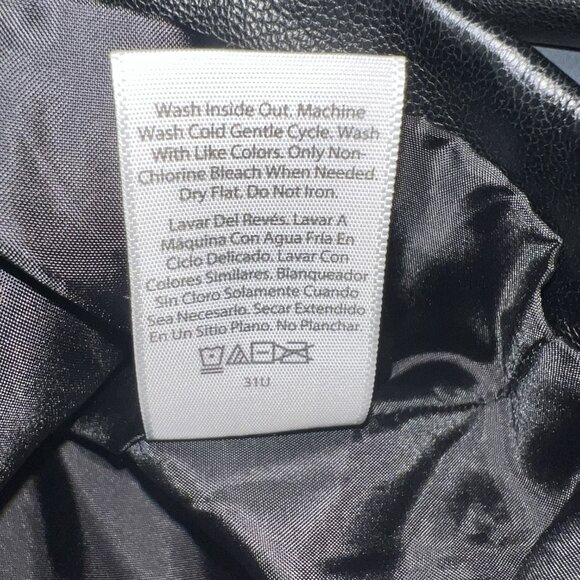 Wash Inside Out. Machine
Wash Cold Gentle Cycle. Wash
With Like Colors. Only Non-
Chlorine Bleach When Needed.
Dry Flat. Do Not Iron.
Lavar Del Revés. Lavar A
Máquina Con Agua Fría En
Ciclo Delicado. Lavar Con
Colores Similares. Blanqueador
Sin Cloro Solamente Cuando
Sea Necesario. Secar Extendido
En Un Sitio Plano. No Planchar.
31U